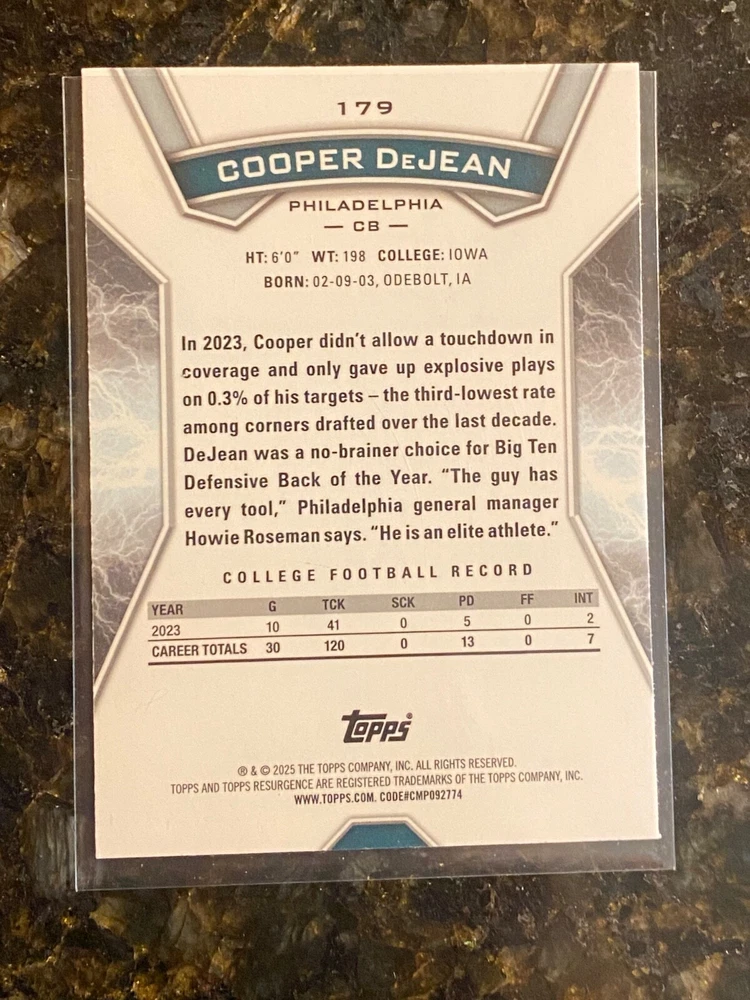 179
COOPER DEJEAN
PHILADELPHIA
— CB —
HT: 6'0" WT: 198 COLLEGE: IOWA
BORN: 02-09-03, ODEBOLT, IA
In 2023, Cooper didn't allow a touchdown in
coverage and only gave up explosive plays
on 0.3% of his targets – the third-lowest rate
among corners drafted over the last decade.
DeJean was a no-brainer choice for Big Ten
Defensive Back of the Year. "The guy has
every tool," Philadelphia general manager
Howie Roseman says. "He is an elite athlete."
COLLEGE FOOTBALL RECORD
YEAR G TCK SCK PD FF INT
2023 10 41 0 5 0 2
CAREER TOTALS 30 120 0 13 0 7
Topps®
® & © 2025 THE TOPPS COMPANY, INC. ALL RIGHTS RESERVED.
TOPPS AND TOPPS RESURGENCE ARE REGISTERED TRADEMARKS OF THE TOPPS COMPANY, INC.
WWW.TOPPS.COM. CODE#CMP092774